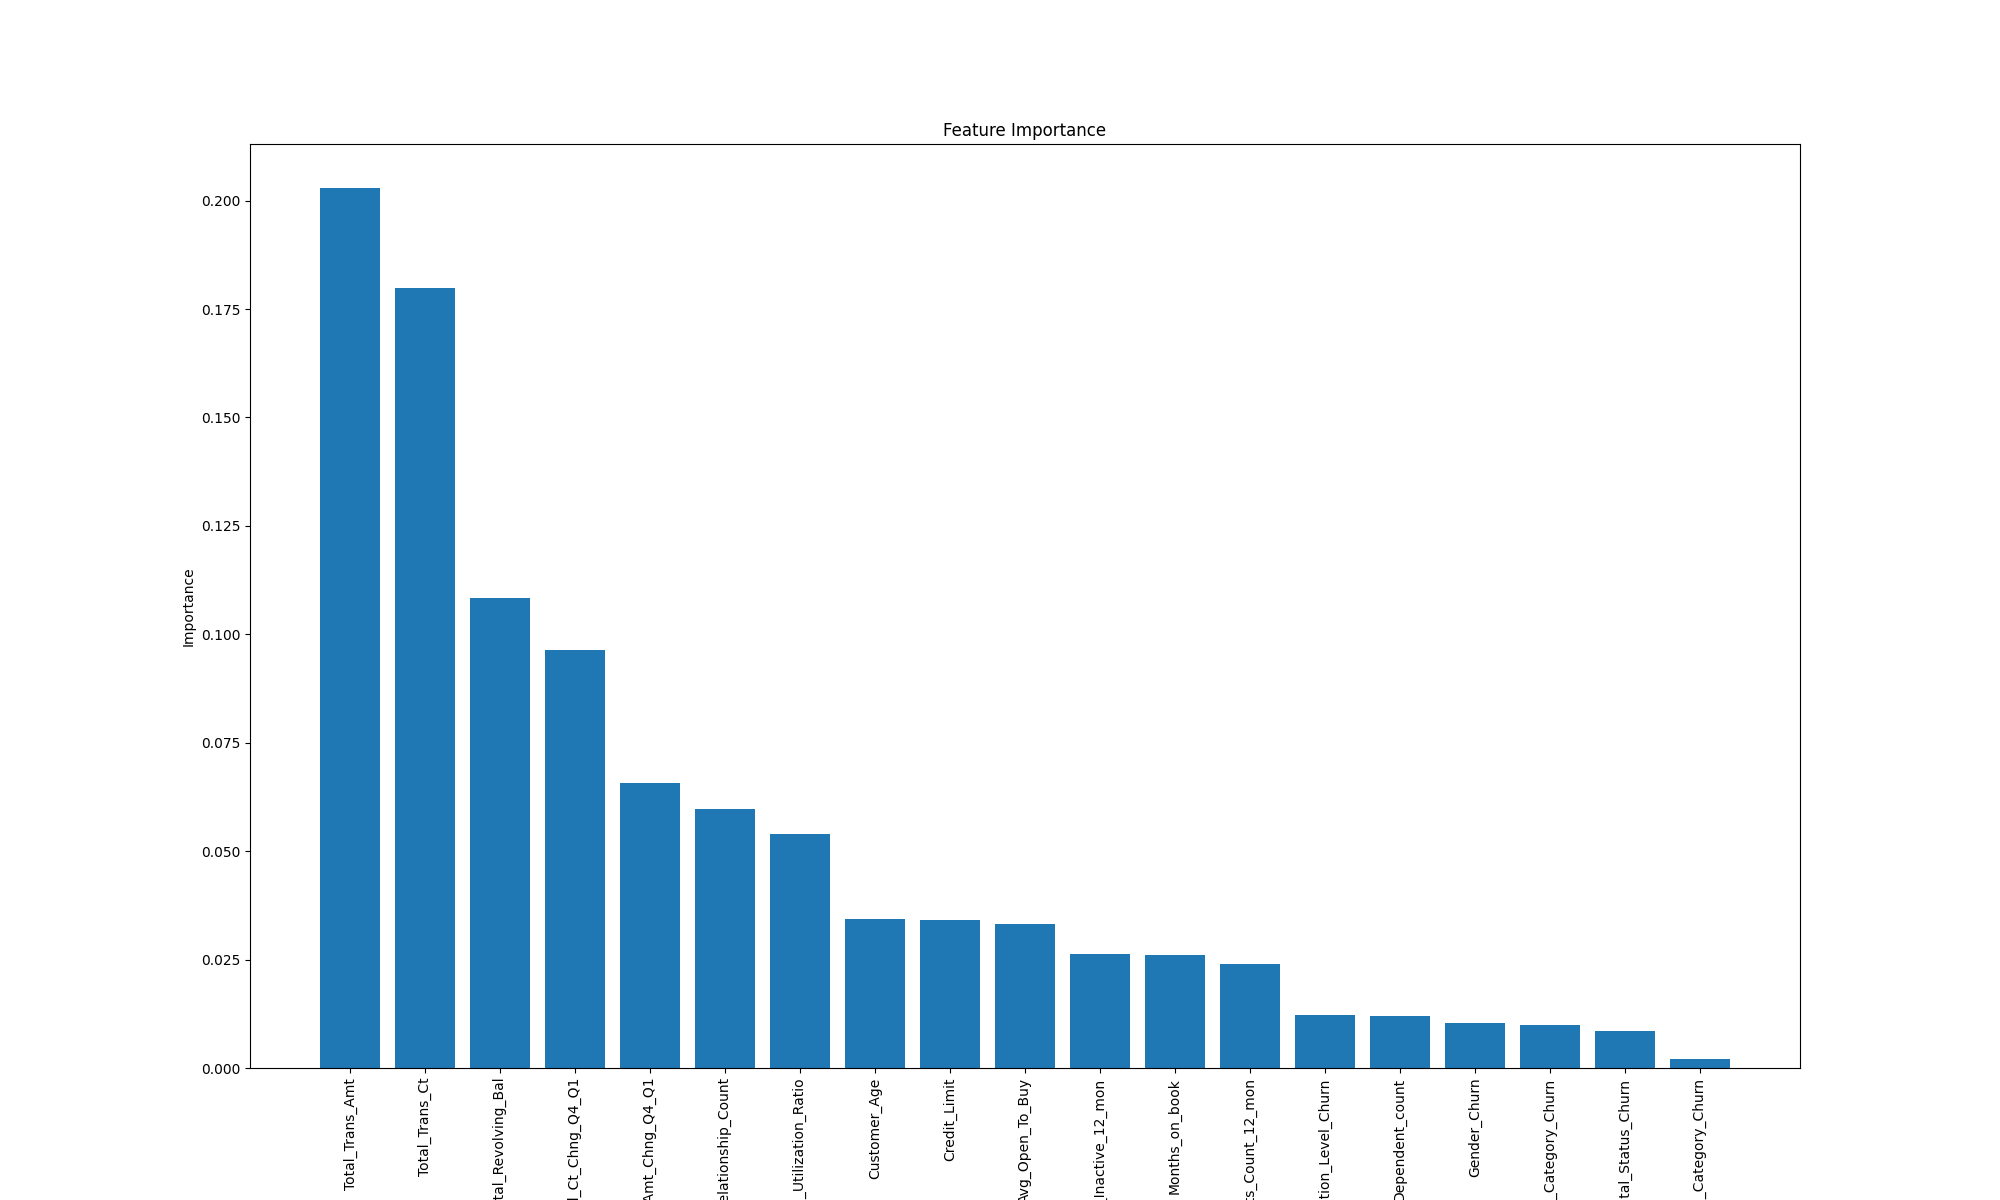 Feature Importance
Importance
0.200
0.175
0.150
0.125
0.100
0.075
0.050
0.025
0.000
Total_Trans_Amt
Total_Trans_Ct
tal_Revolving_Bal
l_Ct_Chng_Q4_Q1
Amt_Chng_Q4_Q1
elationship_Count
_Utilization_Ratio
Customer_Age
Credit_Limit
Avg_Open_To_Buy
_Inactive_12_mon
Months_on_book
s_Count_12_mon
tion_Level_Churn
Dependent_count
Gender_Churn
_Category_Churn
tal_Status_Churn
_Category_Churn